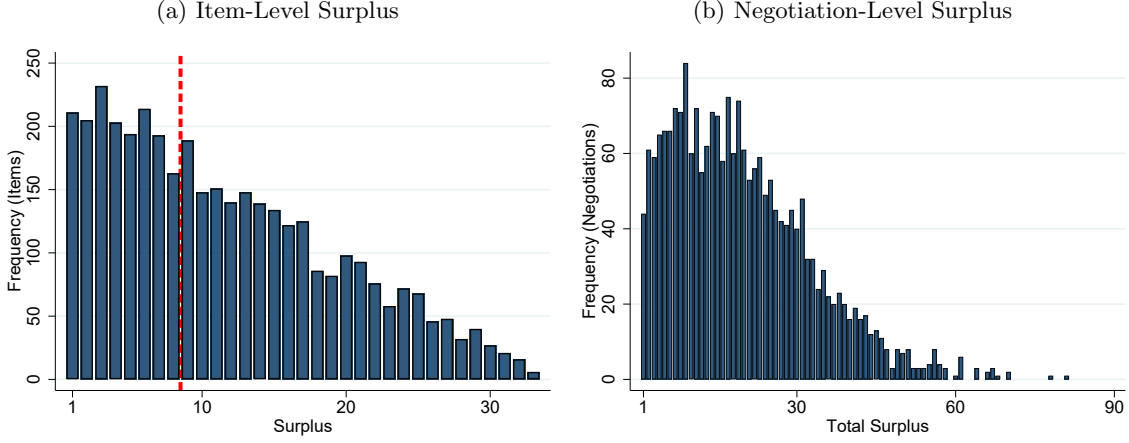 (a) Item-Level Surplus
250
200
150
100
50
0
Frequency (Items)
1 10 20 30
Surplus
(b) Negotiation-Level Surplus
80
60
40
20
0
Frequency (Negotiations)
1 30 60 90
Total Surplus